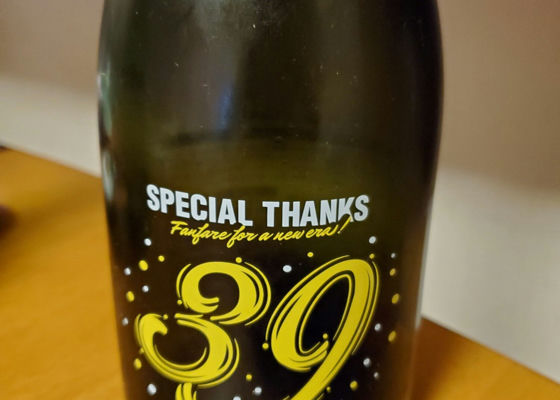 SPECIAL THANKS
Fanfare for a new era!
39